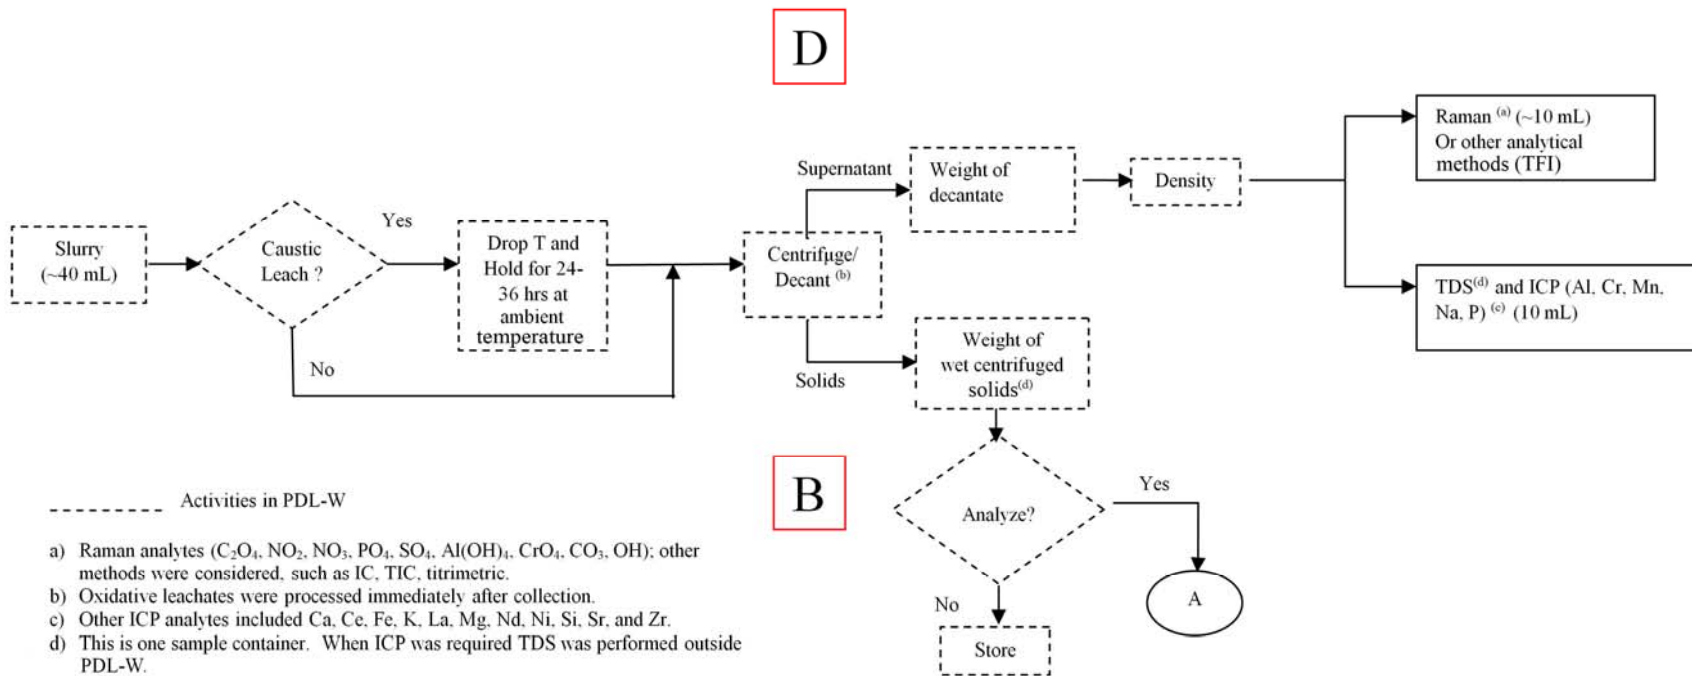 D
Slurry
(~40 mL)
Caustic
Leach ?
Yes
No
Drop T and
Hold for 24-
36 hrs at
ambient
temperature
Centrifuge/
Decant (b)
Supernatant
Solids
Weight of
decantate
Density
Raman (a) (~10 mL)
Or other analytical
methods (TFI)
TDS(d) and ICP (Al, Cr, Mn,
Na, P) (c) (10 mL)
Weight of
wet centrifuged
solids(d)
B
Analyze?
Yes
No
A
Store
Activities in PDL-W
a) Raman analytes (C₂O₄, NO₂, NO₃, PO₄, SO₄, Al(OH)₄, CrO₄, CO₃, OH); other
methods were considered, such as IC, TIC, titrimetric.
b) Oxidative leachates were processed immediately after collection.
c) Other ICP analytes included Ca, Ce, Fe, K, La, Mg, Nd, Ni, Si, Sr, and Zr.
d) This is one sample container. When ICP was required TDS was performed outside
PDL-W.